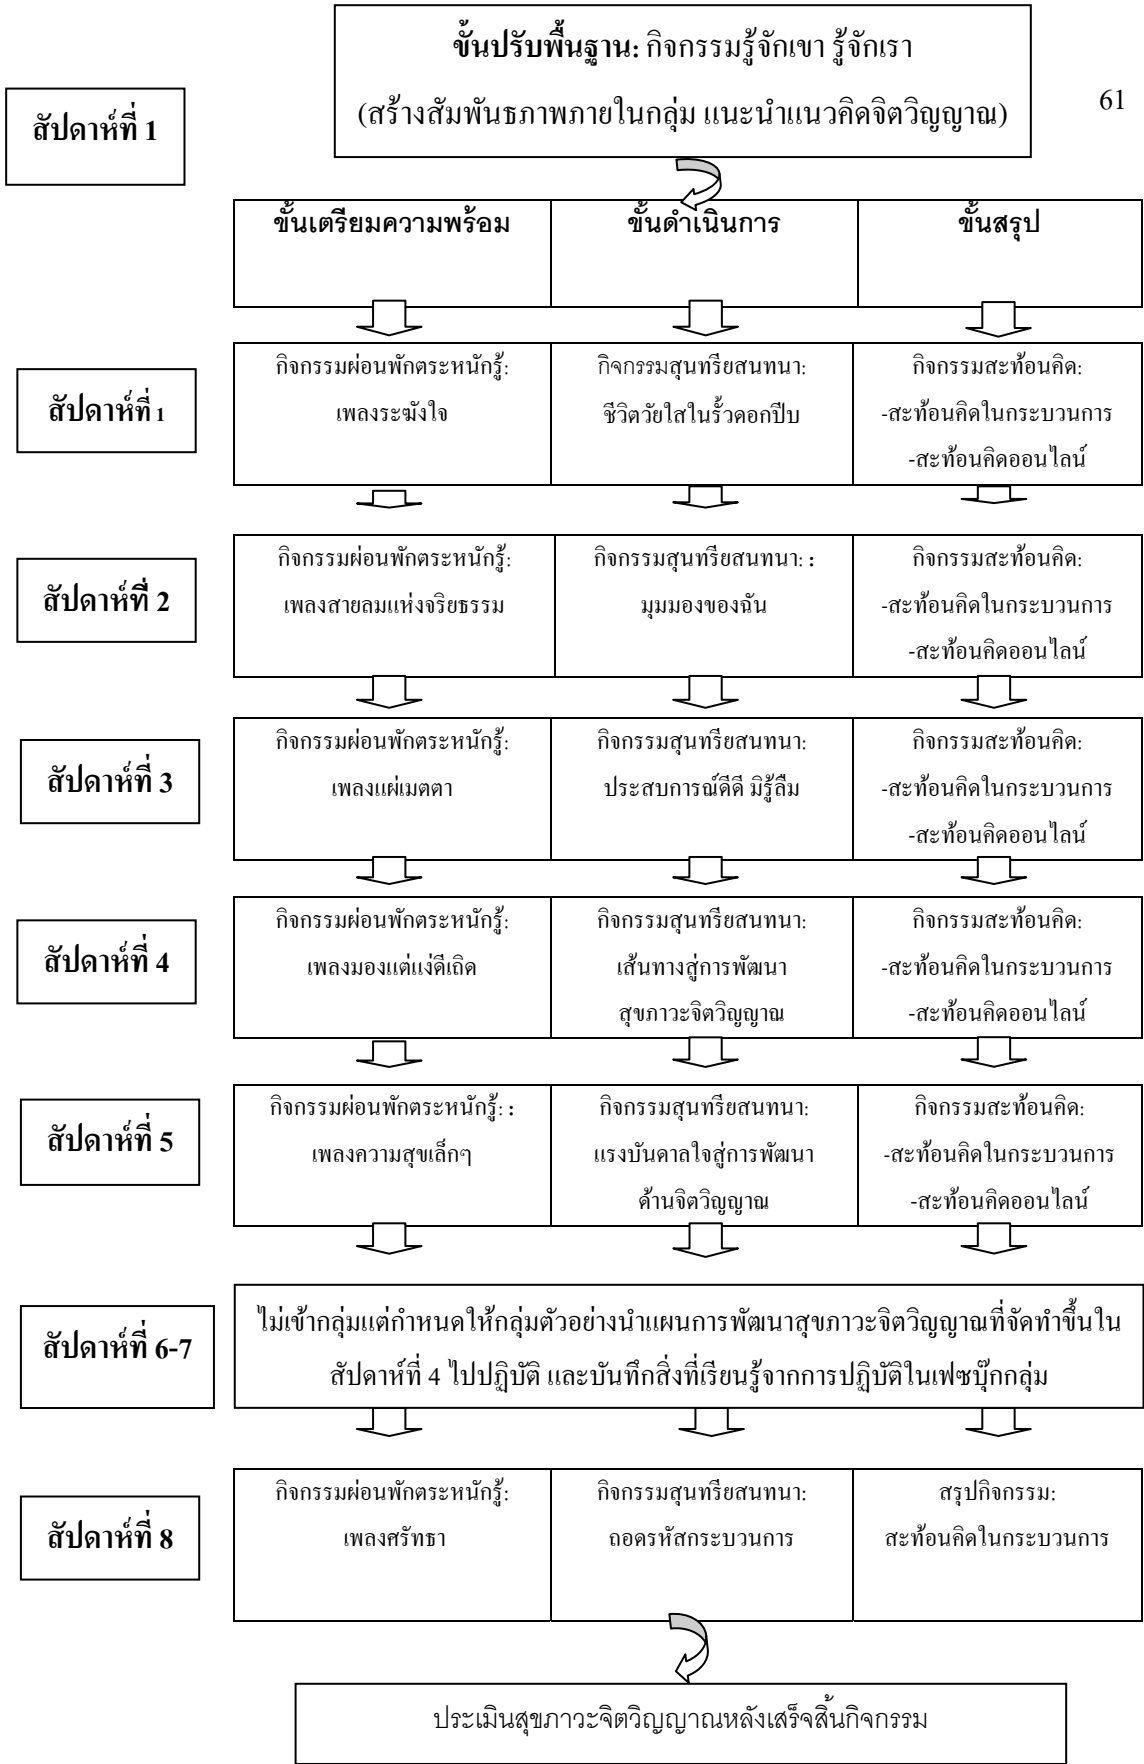 ขั้นปรับพื้นฐาน: กิจกรรมรู้จักเขา รู้จักเรา
(สร้างสัมพันธภาพภายในกลุ่ม แนะนำแนวคิดจิตวิญญาณ)
61
สัปดาห์ที่ 1
ขั้นเตรียมความพร้อม
ขั้นดำเนินการ
ขั้นสรุป
สัปดาห์ที่ 1
กิจกรรมผ่อนพักตระหนักรู้:
เพลงระฆังใจ
กิจกรรมสุนทรียสนทนา:
ชีวิตวัยใสในรั้วดอกปีบ
กิจกรรมสะท้อนคิด:
-สะท้อนคิดในกระบวนการ
-สะท้อนคิดออนไลน์
สัปดาห์ที่ 2
กิจกรรมผ่อนพักตระหนักรู้:
เพลงสายลมแห่งจริยธรรม
กิจกรรมสุนทรียสนทนา: :
มุมมองของฉัน
กิจกรรมสะท้อนคิด:
-สะท้อนคิดในกระบวนการ
-สะท้อนคิดออนไลน์
สัปดาห์ที่ 3
กิจกรรมผ่อนพักตระหนักรู้:
เพลงแผ่เมตตา
กิจกรรมสุนทรียสนทนา:
ประสบการณ์ดีดี มิรู้ลืม
กิจกรรมสะท้อนคิด:
-สะท้อนคิดในกระบวนการ
-สะท้อนคิดออนไลน์
สัปดาห์ที่ 4
กิจกรรมผ่อนพักตระหนักรู้:
เพลงมองแต่แง่ดีเถิด
กิจกรรมสุนทรียสนทนา:
เส้นทางสู่การพัฒนา
สุขภาวะจิตวิญญาณ
กิจกรรมสะท้อนคิด:
-สะท้อนคิดในกระบวนการ
-สะท้อนคิดออนไลน์
สัปดาห์ที่ 5
กิจกรรมผ่อนพักตระหนักรู้: :
เพลงความสุขเล็กๆ
กิจกรรมสุนทรียสนทนา:
แรงบันดาลใจสู่การพัฒนา
ด้านจิตวิญญาณ
กิจกรรมสะท้อนคิด:
-สะท้อนคิดในกระบวนการ
-สะท้อนคิดออนไลน์
สัปดาห์ที่ 6-7
ไม่เข้ากลุ่มแต่กำหนดให้กลุ่มตัวอย่างนำแผนการพัฒนาสุขภาวะจิตวิญญาณที่จัดทำขึ้นใน
สัปดาห์ที่ 4 ไปปฏิบัติ และบันทึกสิ่งที่เรียนรู้จากการปฏิบัติในเฟซบุ๊กกลุ่ม
สัปดาห์ที่ 8
กิจกรรมผ่อนพักตระหนักรู้:
เพลงศรัทธา
กิจกรรมสุนทรียสนทนา:
ถอดรหัสกระบวนการ
สรุปกิจกรรม:
สะท้อนคิดในกระบวนการ
ประเมินสุขภาวะจิตวิญญาณหลังเสร็จสิ้นกิจกรรม